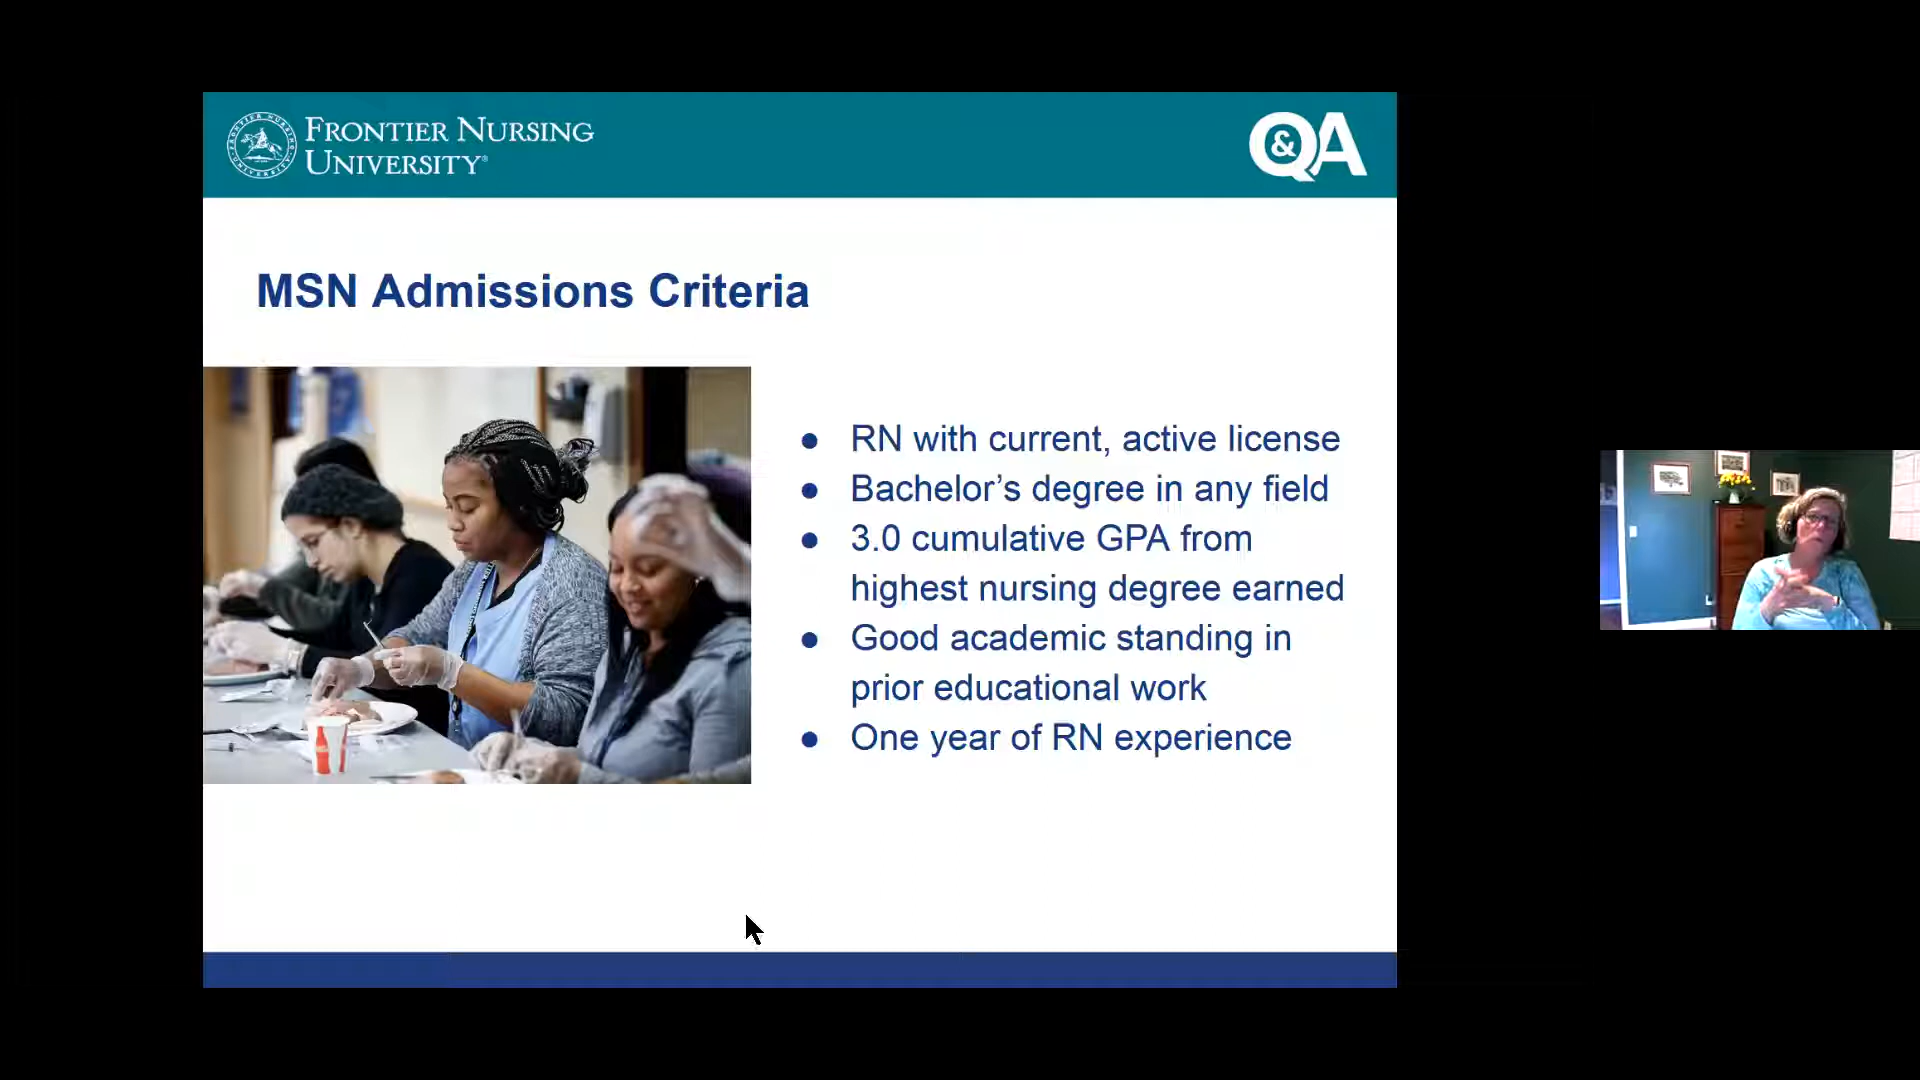 FRONTIER NURSING
UNIVERSITY®
Q&A
MSN Admissions Criteria
● RN with current, active license
● Bachelor’s degree in any field
● 3.0 cumulative GPA from
highest nursing degree earned
● Good academic standing in
prior educational work
● One year of RN experience